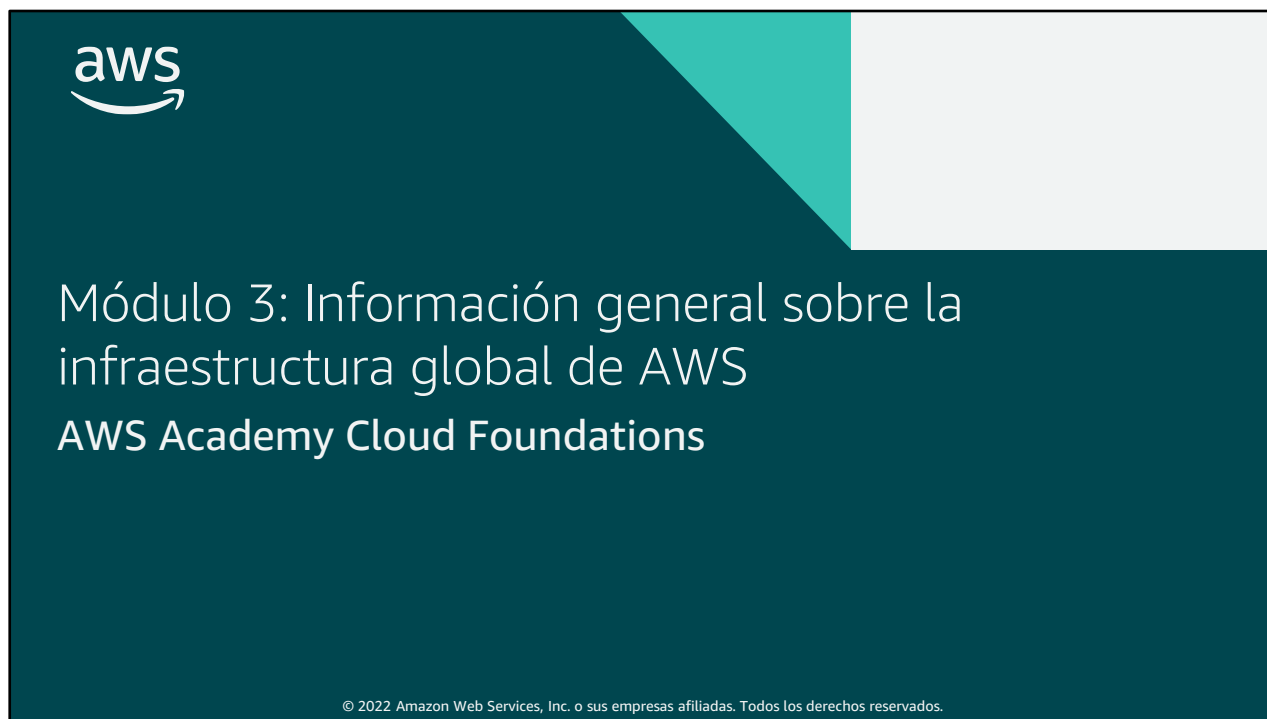 aws
Módulo 3: Información general sobre la
infraestructura global de AWS
AWS Academy Cloud Foundations
© 2022 Amazon Web Services, Inc. o sus empresas afiliadas. Todos los derechos reservados.